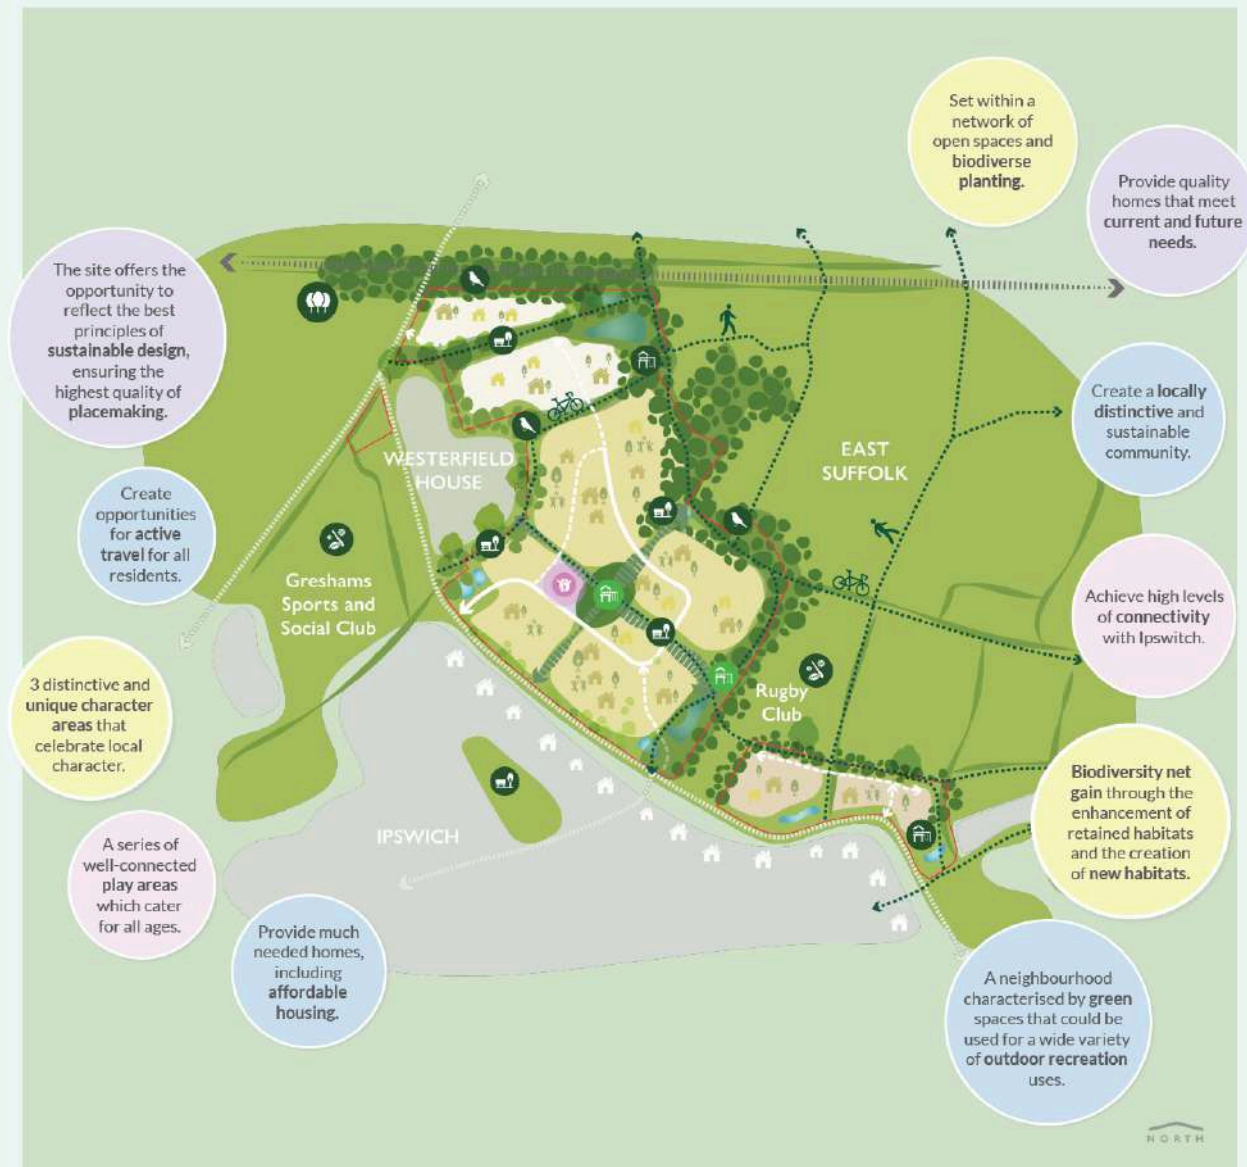 Set within a
network of
open spaces and
biodiverse
planting.
Provide quality
homes that meet
current and future
needs.
The site offers the
opportunity to
reflect the best
principles of
sustainable design,
ensuring the
highest quality of
placemaking.
Create a locally
distinctive and
sustainable
community.
EAST
SUFFOLK
WESTERFIELD
HOUSE
Create
opportunities
for active
travel for all
residents.
Greshams
Sports and
Social Club
Achieve high levels
of connectivity
with Ipswitch.
3 distinctive and
unique character
areas that
celebrate local
character.
Rugby
Club
Biodiversity net
gain through the
enhancement of
retained habitats
and the creation
of new habitats.
IPSWICH
A series of
well-connected
play areas
which cater
for all ages.
Provide much
needed homes,
including
affordable
housing.
A neighbourhood
characterised by green
spaces that could be
used for a wide variety
of outdoor recreation
uses.
NORTH